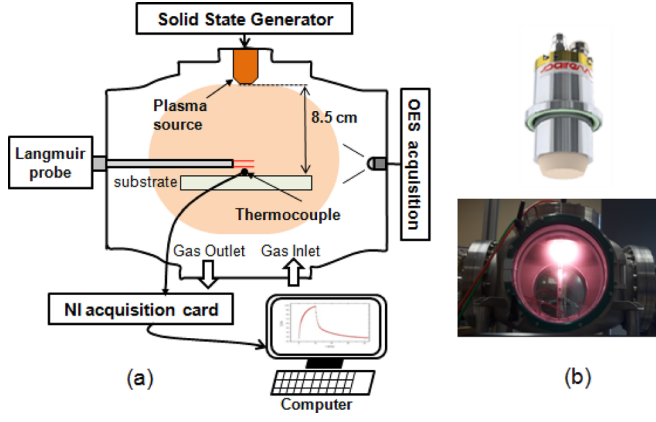 Solid State Generator
Plasma
source
8.5 cm
OES acquisition
Langmuir
probe
substrate
Thermocouple
Gas Outlet
Gas Inlet
NI acquisition card
Computer
(a)
(b)